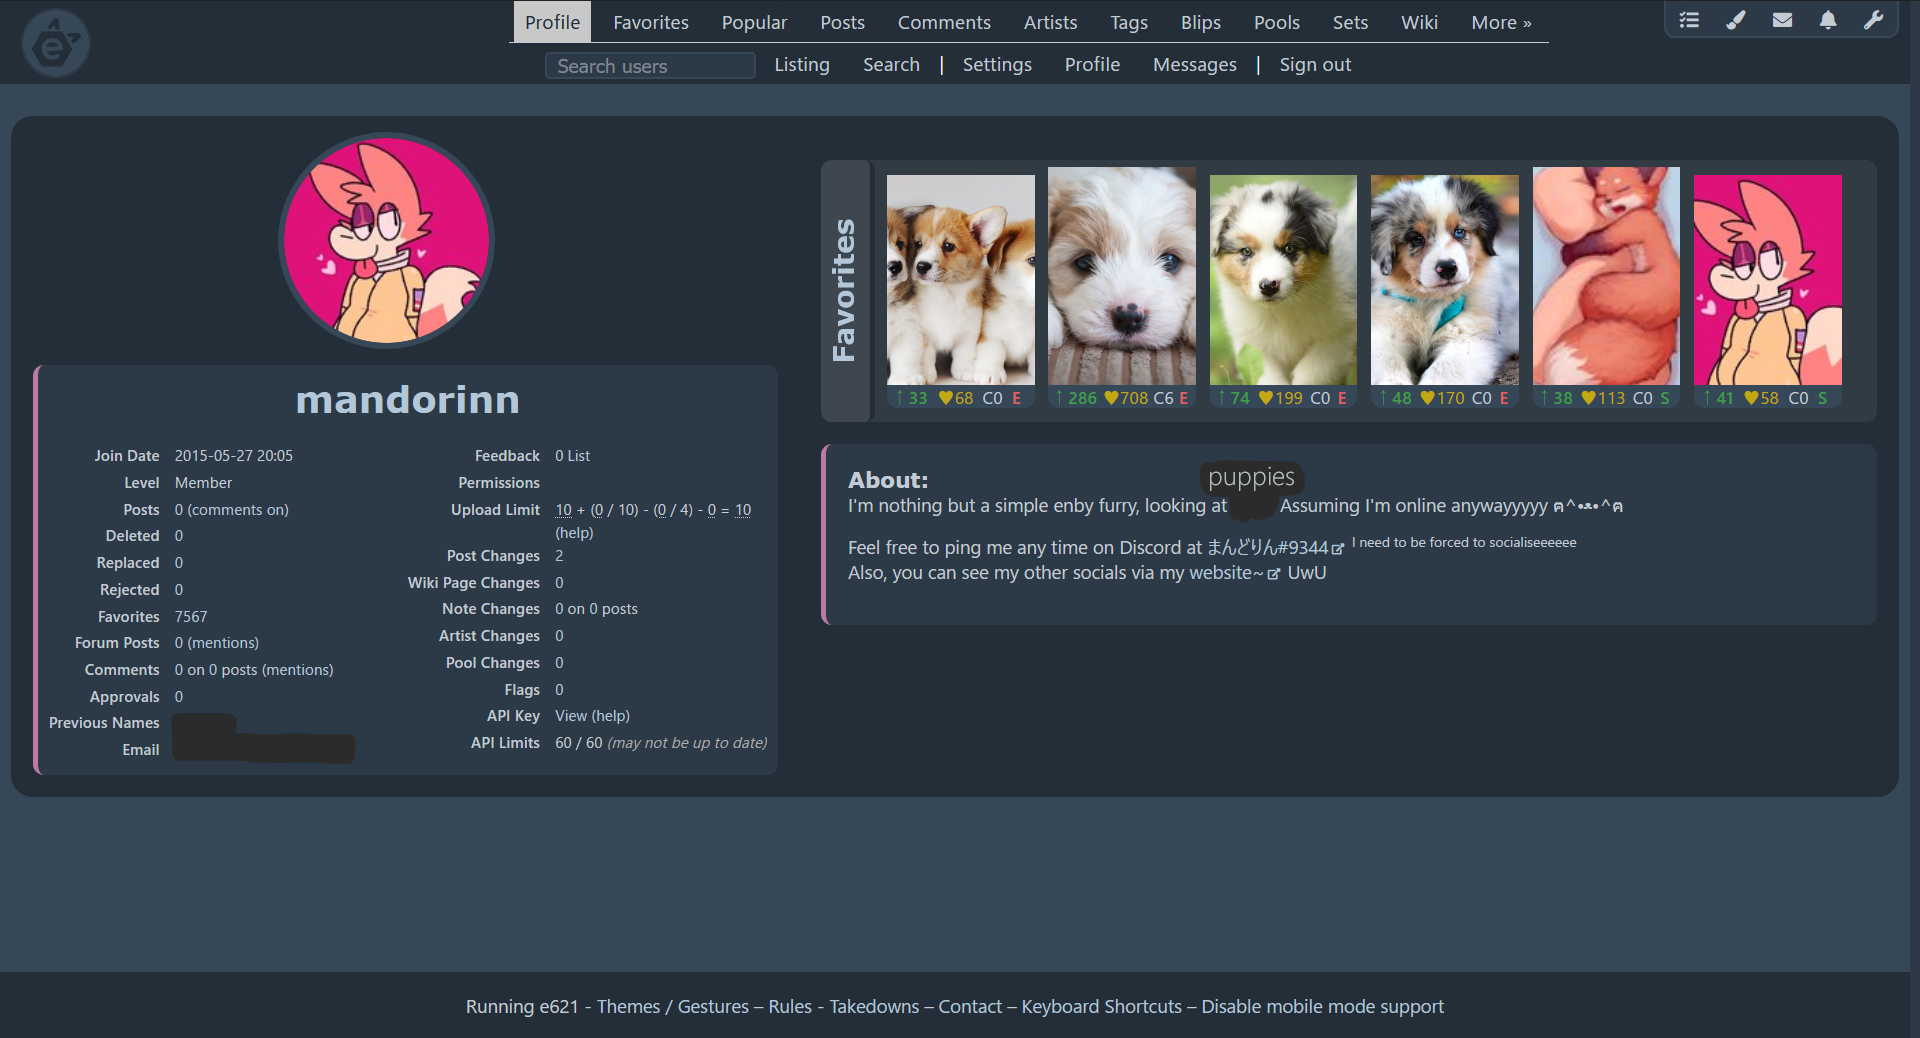 Profile Favorites Popular Posts Comments Artists Tags Blips Pools Sets Wiki More »
Search users Listing Search | Settings Profile Messages | Sign out
mandorinn
Join Date 2015-05-27 20:05
Level Member
Posts 0 (comments on)
Deleted 0
Replaced 0
Rejected 0
Favorites 7567
Forum Posts 0 (mentions)
Comments 0 on 0 posts (mentions)
Approvals 0
Previous Names
Email
Feedback 0 List
Permissions
Upload Limit 10 + (0 / 10) - (0 / 4) - 0 = 10
(help)
Post Changes 2
Wiki Page Changes 0
Note Changes 0 on 0 posts
Artist Changes 0
Pool Changes 0
Flags 0
API Key View (help)
API Limits 60 / 60 (may not be up to date)
Favorites
↑ 33 ♥68 C0 E
↑ 286 ♥708 C6 E
↑ 74 ♥199 C0 E
↑ 48 ♥170 C0 E
↑ 38 ♥113 C0 S
↑ 41 ♥58 C0 S
About:
puppies
I'm nothing but a simple enby furry, looking at Assuming I'm online anywayyyyy ฅ^•ﻌ•^ฅ
Feel free to ping me any time on Discord at まんどりん#9344 I need to be forced to socialiseeeeee
Also, you can see my other socials via my website~ UwU
Running e621 - Themes / Gestures – Rules - Takedowns – Contact – Keyboard Shortcuts – Disable mobile mode support